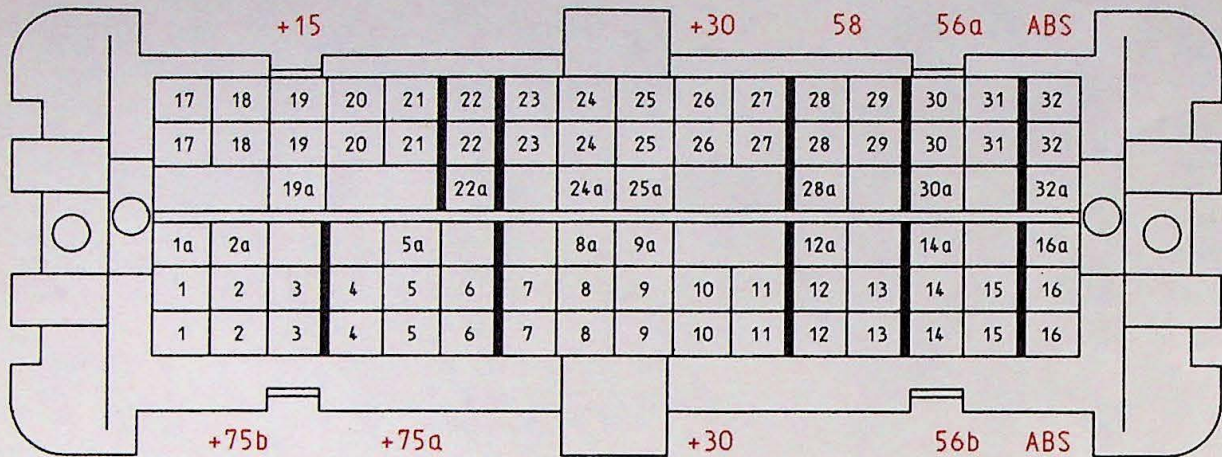 +15 +30 58 56a ABS
17 18 19 20 21 22 23 24 25 26 27 28 29 30 31 32
17 18 19 20 21 22 23 24 25 26 27 28 29 30 31 32
19a 22a 24a 25a 28a 30a 32a
1a 2a 5a 8a 9a 12a 14a 16a
1 2 3 4 5 6 7 8 9 10 11 12 13 14 15 16
1 2 3 4 5 6 7 8 9 10 11 12 13 14 15 16
+75b +75a +30 56b ABS